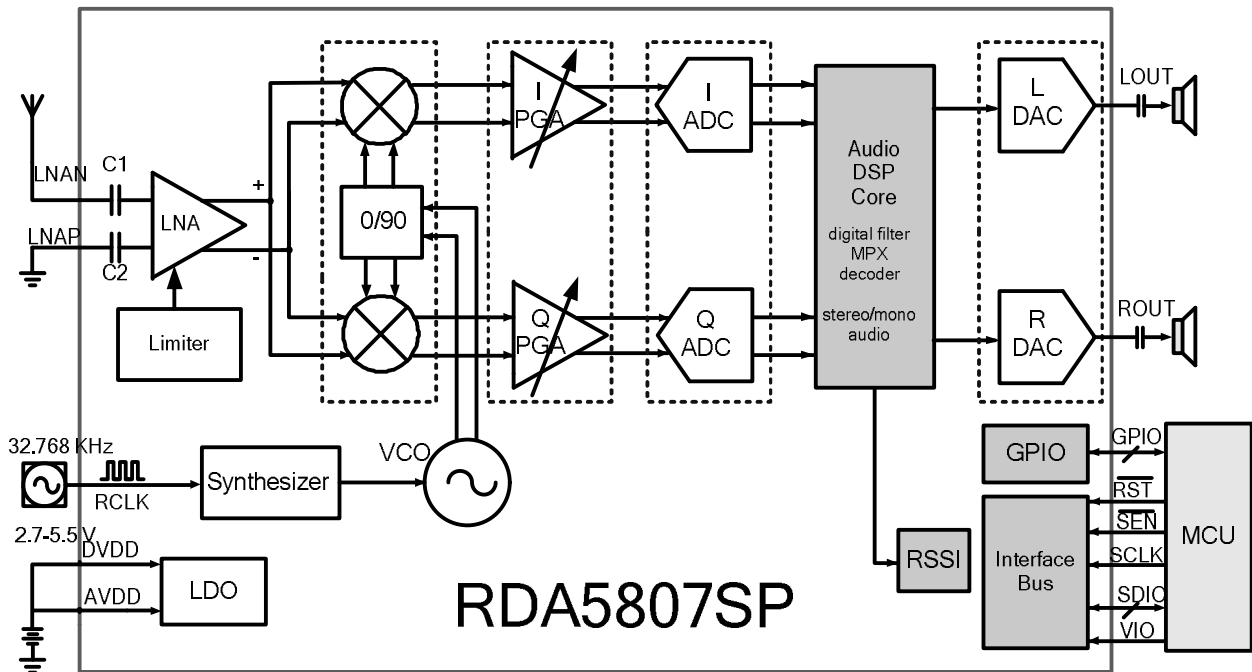 LNAN
C1
LNAP
C2
LNA
+
-
Limiter
0/90
I
PGA
Q
PGA
I
ADC
Q
ADC
Audio
DSP
Core
digital filter
MPX
decoder
stereo/mono
audio
L
DAC
R
DAC
LOUT
ROUT
32.768 KHz
RCLK
Synthesizer
VCO
2.7-5.5 V
DVDD
AVDD
LDO
RDA5807SP
RSSI
GPIO
Interface
Bus
GPIO
RST
SEN
SCLK
SDIO
VIO
MCU